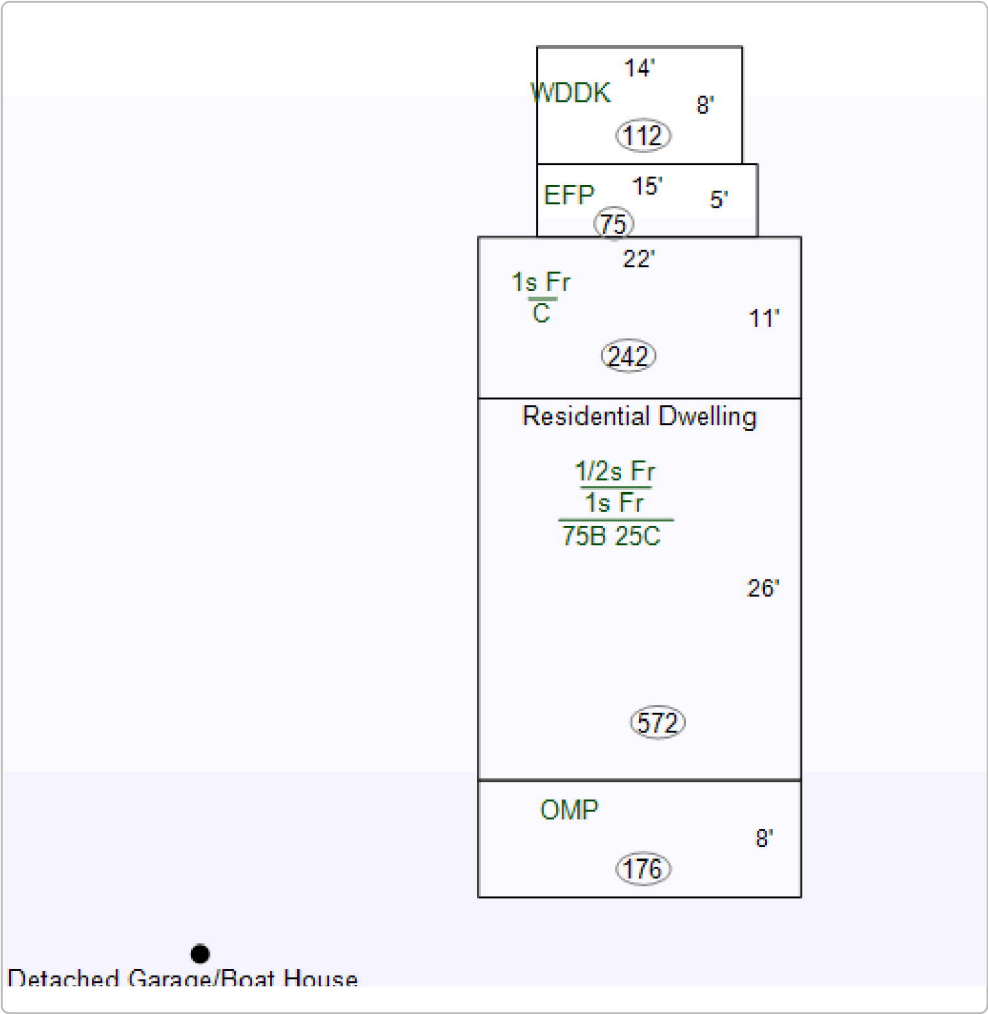 14'
WDDK
8'
112
15'
EFP
5'
75
22'
1s Fr
C
11'
242
Residential Dwelling
1/2s Fr
1s Fr
75B 25C
26'
572
OMP
8'
176
Detached Garage/Boat House